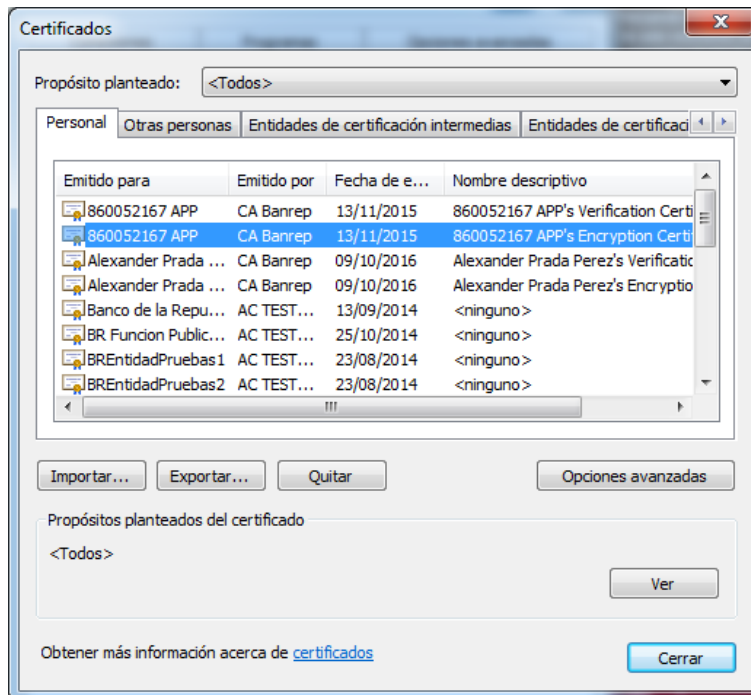 Certificados
Propósito planteado: <Todos>
Personal Otras personas Entidades de certificación intermedias Entidades de certificaci
Emitido para Emitido por Fecha de e... Nombre descriptivo
860052167 APP CA Banrep 13/11/2015 860052167 APP's Verification Certi
860052167 APP CA Banrep 13/11/2015 860052167 APP's Encryption Certi
Alexander Prada ... CA Banrep 09/10/2016 Alexander Prada Perez's Verificatio
Alexander Prada ... CA Banrep 09/10/2016 Alexander Prada Perez's Encryptio
Banco de la Repu... AC TEST... 13/09/2014 <ninguno>
BR Funcion Public... AC TEST... 25/10/2014 <ninguno>
BREntidadPruebas1 AC TEST... 23/08/2014 <ninguno>
BREntidadPruebas2 AC TEST... 23/08/2014 <ninguno>
Importar... Exportar... Quitar Opciones avanzadas
Propósitos planteados del certificado
<Todos>
Ver
Obtener más información acerca de certificados
Cerrar